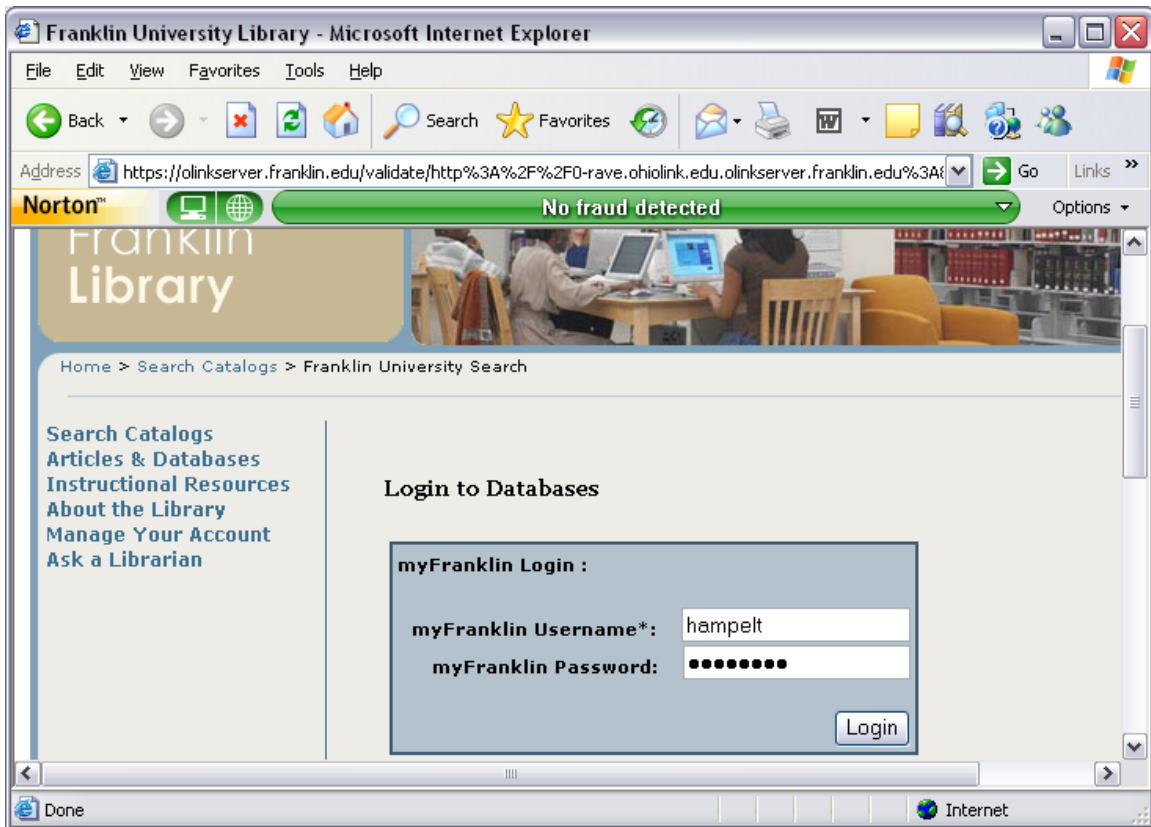 Franklin University Library - Microsoft Internet Explorer
File Edit View Favorites Tools Help
Back Search Favorites
Address https://olinkserver.franklin.edu/validate/http%3A%2F%2F0-rave.ohiolink.edu.olinkserver.franklin.edu%3A Go Links »
Norton™ No fraud detected Options
Franklin
Library
Home > Search Catalogs > Franklin University Search
Search Catalogs
Articles & Databases
Instructional Resources
About the Library
Manage Your Account
Ask a Librarian
Login to Databases
myFranklin Login :
myFranklin Username*: hampelt
myFranklin Password: ●●●●●●●●
Login
Done Internet